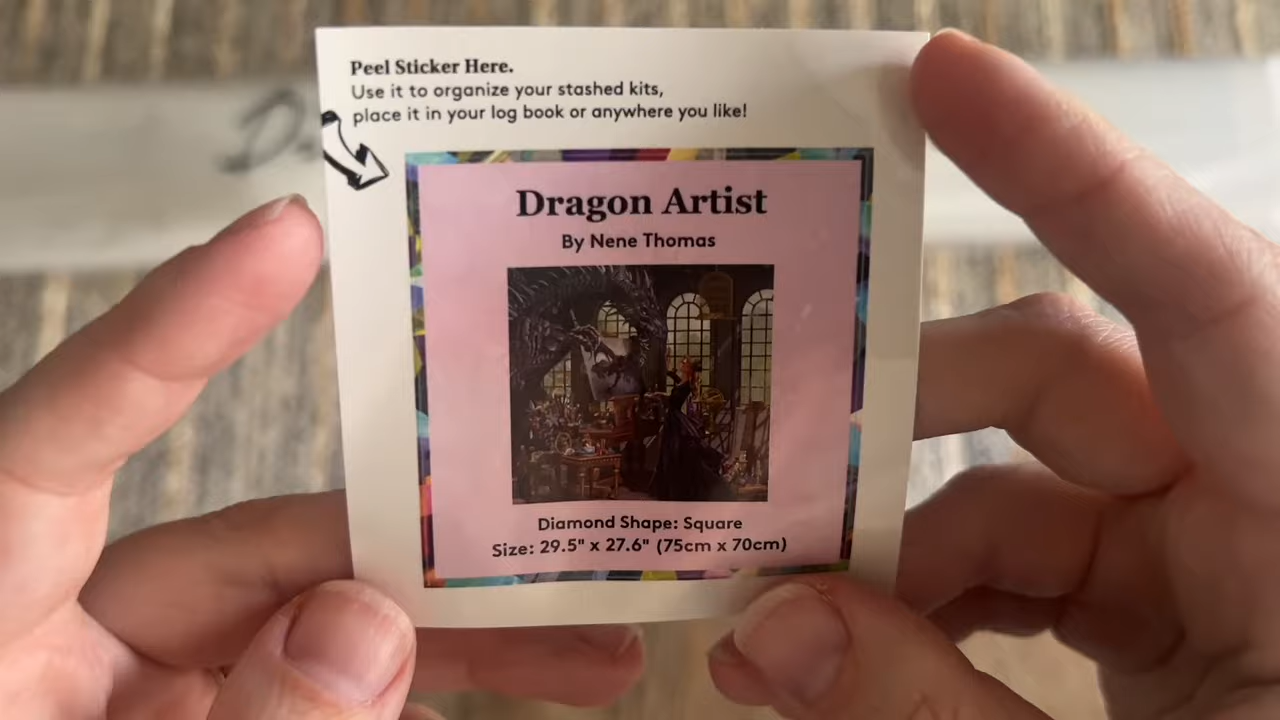 Peel Sticker Here.
Use it to organize your stashed kits,
place it in your log book or anywhere you like!
Dragon Artist
By Nene Thomas
Diamond Shape: Square
Size: 29.5" x 27.6" (75cm x 70cm)